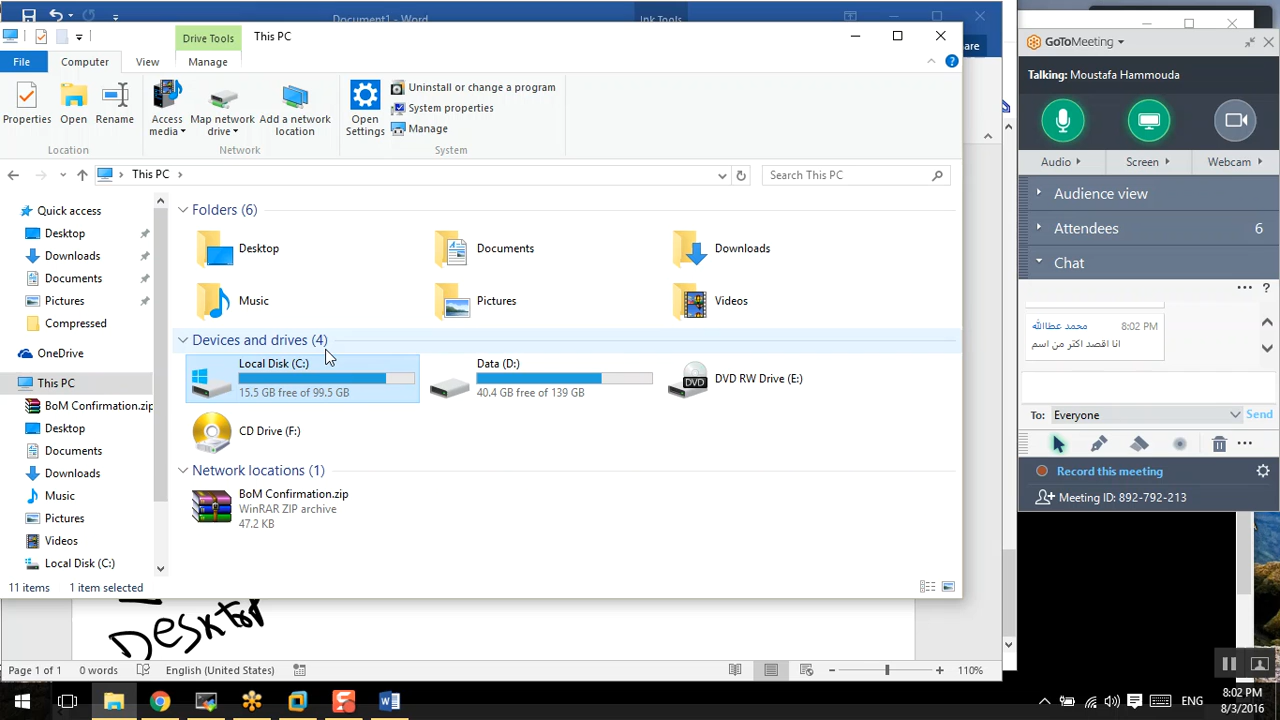 Document1 - Word
Ink Tools
Drive Tools
This PC
File
Computer
View
Manage
are
Properties
Open
Rename
Access media
Map network drive
Add a network location
Open Settings
Uninstall or change a program
System properties
Manage
Location
Network
System
This PC
Search This PC
Quick access
Desktop
Downloads
Documents
Pictures
Compressed
OneDrive
This PC
BoM Confirmation.zip
Desktop
Documents
Downloads
Music
Pictures
Videos
Local Disk (C:)
Folders (6)
Desktop
Documents
Downloads
Music
Pictures
Videos
Devices and drives (4)
Local Disk (C:)
15.5 GB free of 99.5 GB
Data (D:)
40.4 GB free of 139 GB
DVD
DVD RW Drive (E:)
CD Drive (F:)
Network locations (1)
BoM Confirmation.zip
WinRAR ZIP archive
47.2 KB
11 items
1 item selected
Desktop
Page 1 of 1
0 words
English (United States)
110%
GoToMeeting
Talking: Moustafa Hammouda
Audio
Screen
Webcam
Audience view
Attendees 6
Chat
?
محمد عطاالله 8:02 PM
انا اقصد اكثر من اسم
To: Everyone
Send
Record this meeting
Meeting ID: 892-792-213
ENG
8:02 PM
8/3/2016